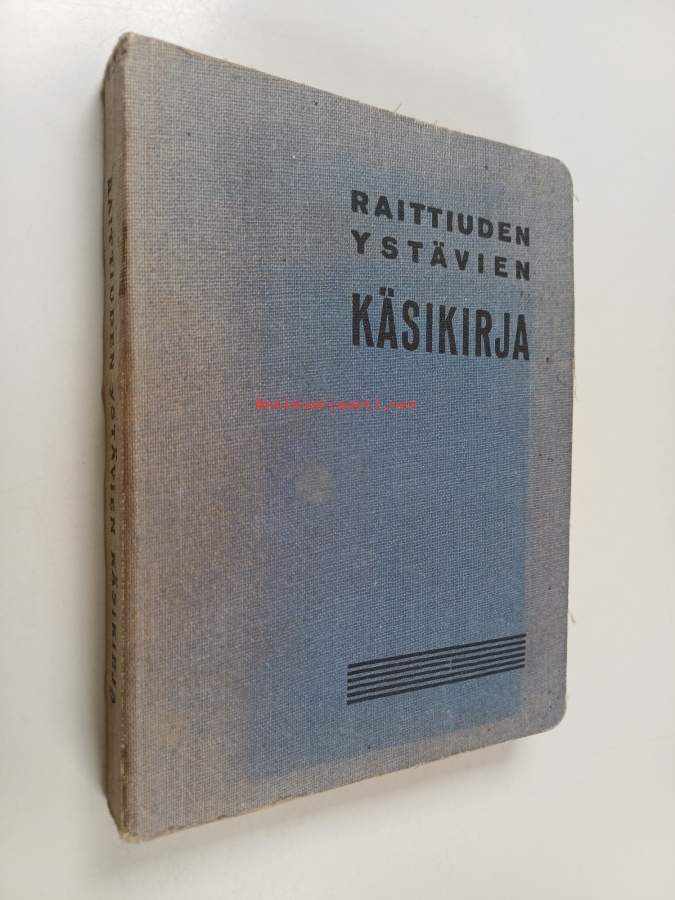 RAITTIUDEN
YSTÄVIEN
KÄSIKIRJA
Antikvariaatti.net
RAITTIUDEN YSTÄVIEN KÄSIKIRJA